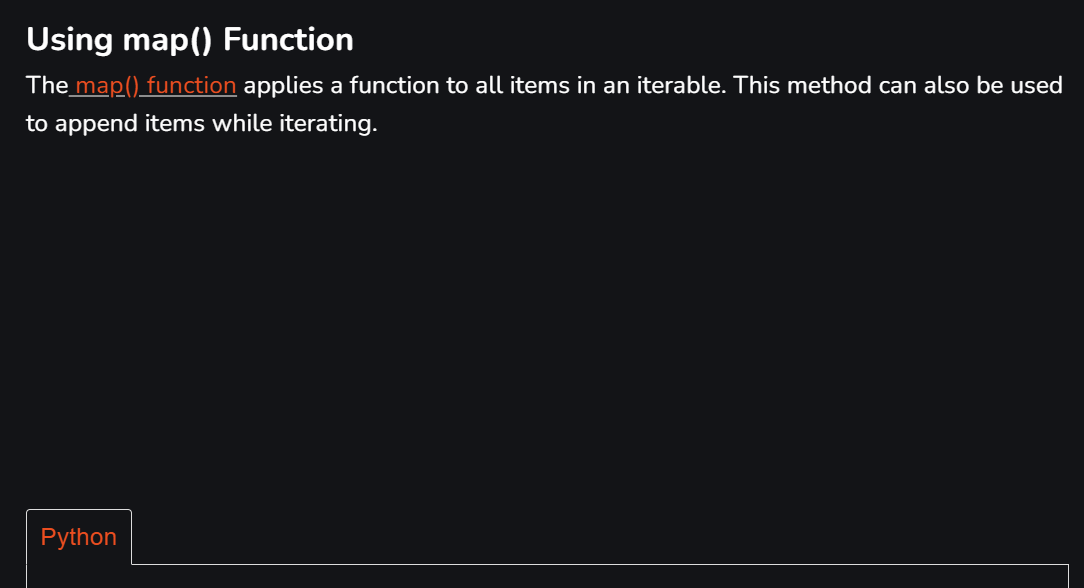 Using map() Function
The map() function applies a function to all items in an iterable. This method can also be used
to append items while iterating.
Python